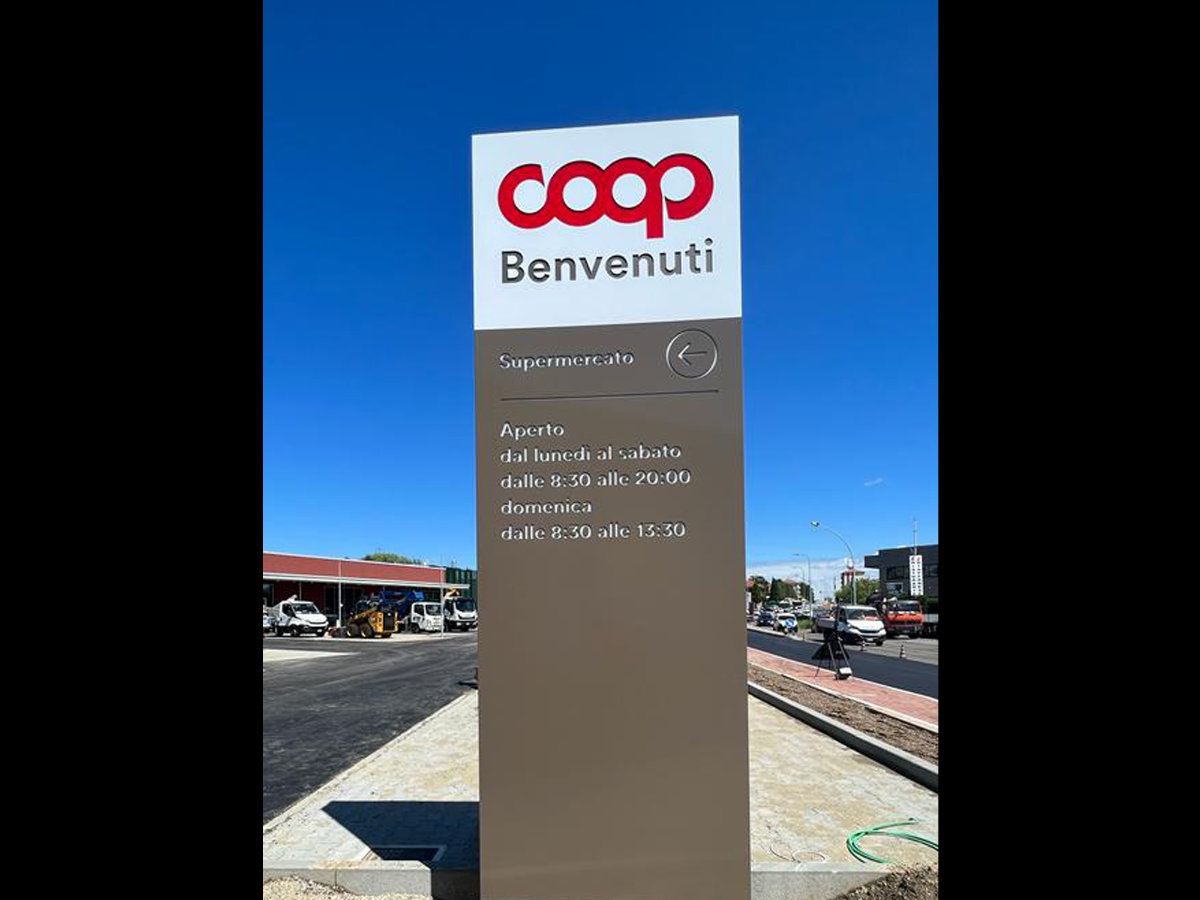 coop
Benvenuti
Supermercato
Aperto
dal lunedì al sabato
dalle 8:30 alle 20:00
domenica
dalle 8:30 alle 13:30